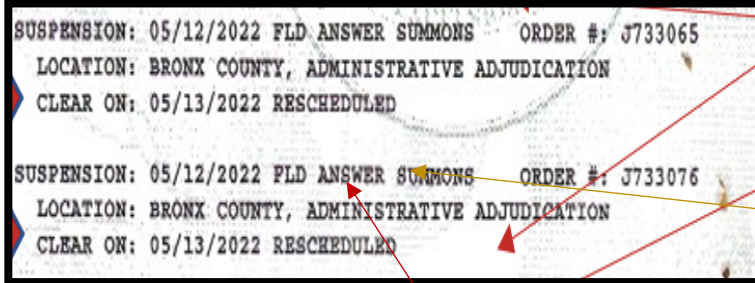 SUSPENSION: 05/12/2022 FLD ANSWER SUMMONS ORDER #: J733065
LOCATION: BRONX COUNTY, ADMINISTRATIVE ADJUDICATION
CLEAR ON: 05/13/2022 RESCHEDULED
SUSPENSION: 05/12/2022 FLD ANSWER SUMMONS ORDER #: J733076
LOCATION: BRONX COUNTY, ADMINISTRATIVE ADJUDICATION
CLEAR ON: 05/13/2022 RESCHEDULED